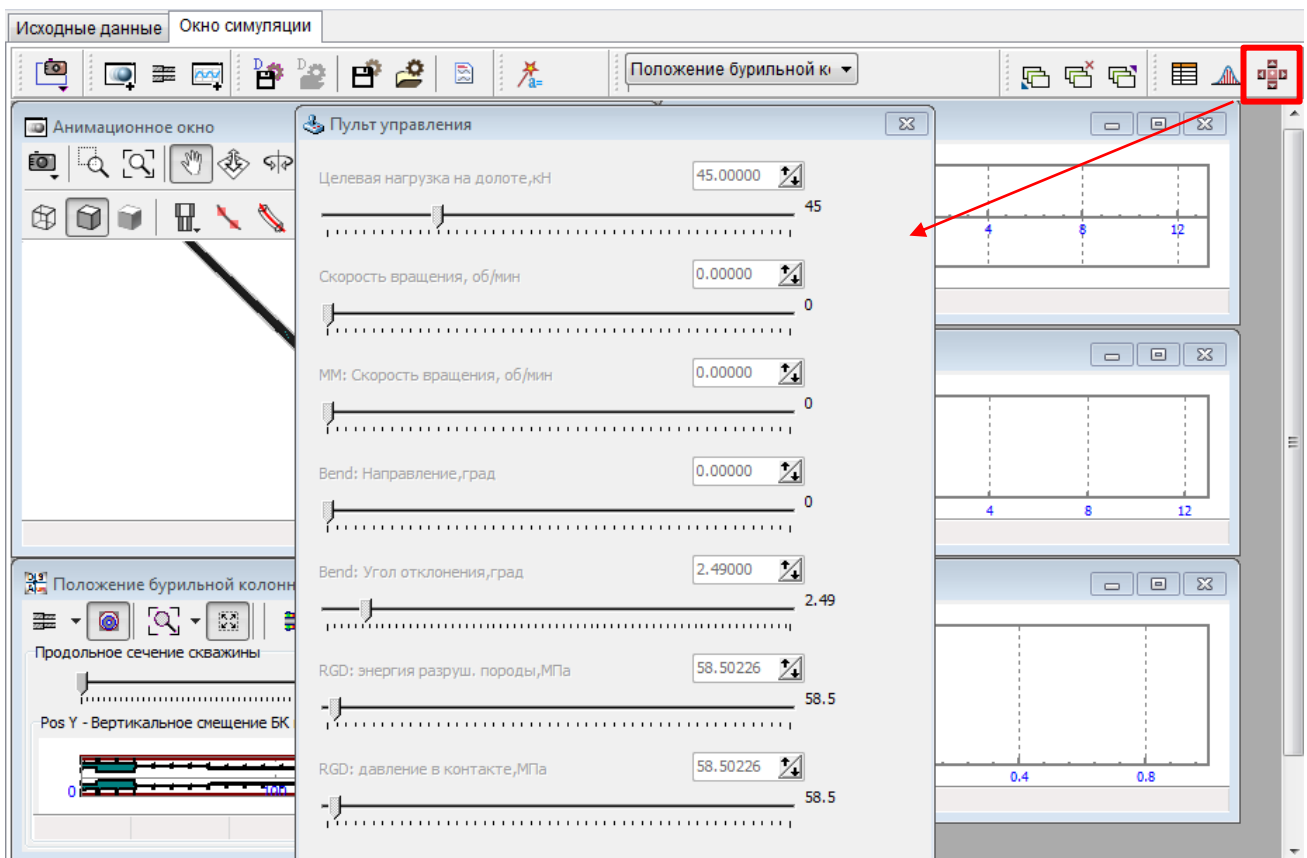 Исходные данные
Окно симуляции
Положение бурильной к
Анимационное окно
Пульт управления
Целевая нагрузка на долоте,кН
45.00000
45
Скорость вращения, об/мин
0.00000
0
ММ: Скорость вращения, об/мин
0.00000
0
Bend: Направление,град
0.00000
0
Bend: Угол отклонения,град
2.49000
2.49
RGD: энергия разруш. породы,МПа
58.50226
58.5
RGD: давление в контакте,МПа
58.50226
58.5
4 8 12
4 8 12
0.4 0.8
Положение бурильной колонн
Продольное сечение скважины
Pos Y - Вертикальное смещение БК
0 100